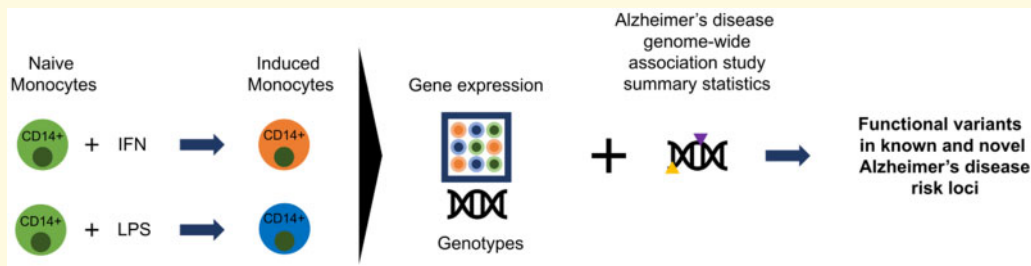 Naive
Monocytes
CD14+
+
IFN
CD14+
+
LPS
Induced
Monocytes
CD14+
CD14+
Gene expression
Genotypes
+
Alzheimer's disease
genome-wide
association study
summary statistics
Functional variants
in known and novel
Alzheimer's disease
risk loci